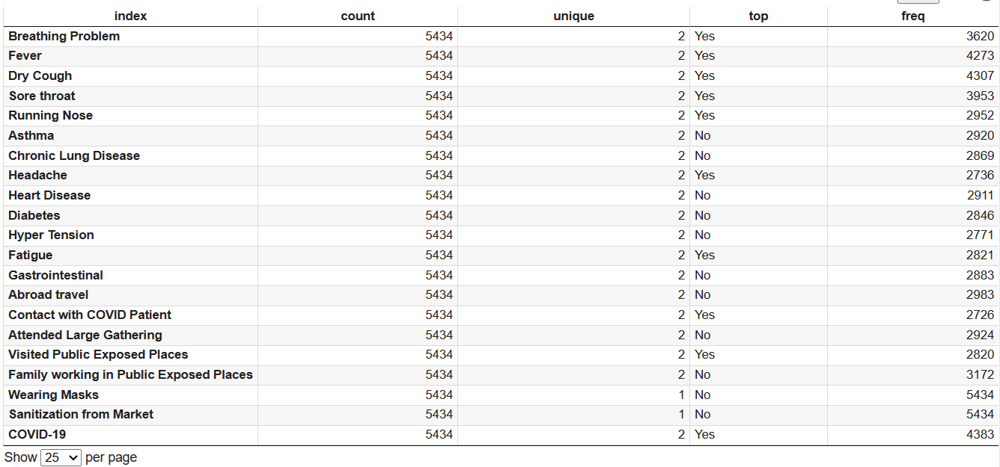 index count unique top freq
Breathing Problem 5434 2 Yes 3620
Fever 5434 2 Yes 4273
Dry Cough 5434 2 Yes 4307
Sore throat 5434 2 Yes 3953
Running Nose 5434 2 Yes 2952
Asthma 5434 2 No 2920
Chronic Lung Disease 5434 2 No 2869
Headache 5434 2 Yes 2736
Heart Disease 5434 2 No 2911
Diabetes 5434 2 No 2846
Hyper Tension 5434 2 No 2771
Fatigue 5434 2 Yes 2821
Gastrointestinal 5434 2 No 2883
Abroad travel 5434 2 No 2983
Contact with COVID Patient 5434 2 Yes 2726
Attended Large Gathering 5434 2 No 2924
Visited Public Exposed Places 5434 2 Yes 2820
Family working in Public Exposed Places 5434 2 No 3172
Wearing Masks 5434 1 No 5434
Sanitization from Market 5434 1 No 5434
COVID-19 5434 2 Yes 4383
Show 25 per page